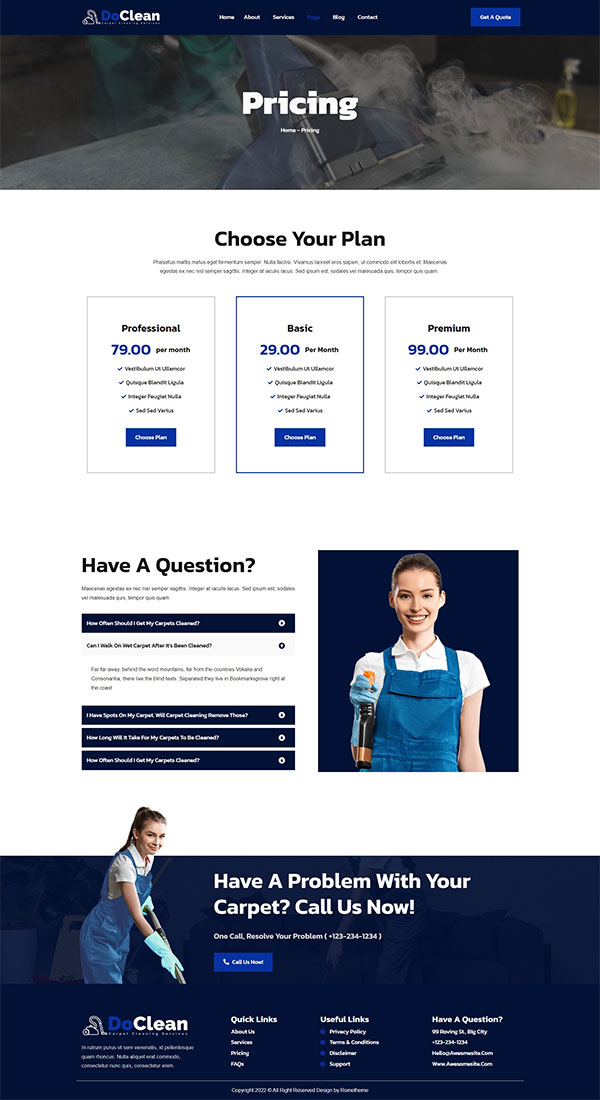 DoClean
Carpet Cleaning Services
Home About Services Page Blog Contact
Get A Quote
Pricing
Home – Pricing
Choose Your Plan
Phasellus mattis metus eget fermentum semper. Nulla facilisi. Vivamus laoreet eros sapien, ut commodo elit lobortis et. Maecenas
egestas ex nec nisl semper sagittis. Integer at iaculis lacus. Sed ipsum est, sodales vel malesuada quis, tempor quis quam.
Professional
79.00 per month
Vestibulum Ut Ullamcor
Quisque Blandit Ligula
Integer Feugiat Nulla
Sed Sed Varius
Choose Plan
Basic
29.00 Per Month
Vestibulum Ut Ullamcor
Quisque Blandit Ligula
Integer Feugiat Nulla
Sed Sed Varius
Choose Plan
Premium
99.00 Per Month
Vestibulum Ut Ullamcor
Quisque Blandit Ligula
Integer Feugiat Nulla
Sed Sed Varius
Choose Plan
Have A Question?
Maecenas egestas ex nec nisl semper sagittis. Integer at iaculis lacus. Sed ipsum est, sodales
vel malesuada quis, tempor quis quam.
How Often Should I Get My Carpets Cleaned?
Can I Walk On Wet Carpet After It's Been Cleaned?
Far far away, behind the word mountains, far from the countries Vokalia and
Consonantia, there live the blind texts. Separated they live in Bookmarksgrove right at
the coast
I Have Spots On My Carpet, Will Carpet Cleaning Remove Those?
How Long Will It Take For My Carpets To Be Cleaned?
How Often Should I Get My Carpets Cleaned?
Have A Problem With Your
Carpet? Call Us Now!
One Call, Resolve Your Problem ( +123-234-1234 )
Call Us Now!
DoClean
Carpet Cleaning Services
In rutrum purus et sem venenatis, id pellentesque
quam rhoncus. Nulla aliquet erat commodo,
consectetur nunc quis, consectetur enim.
Quick Links
About Us
Services
Pricing
FAQs
Useful Links
Privacy Policy
Terms & Conditions
Disclaimer
Support
Have A Question?
99 Roving St., Big City
+123-234-1234
Hello@Awesomesite.Com
Www.Awesomesite.Com
Copyright 2022 © All Right Reserved Design by Rometheme